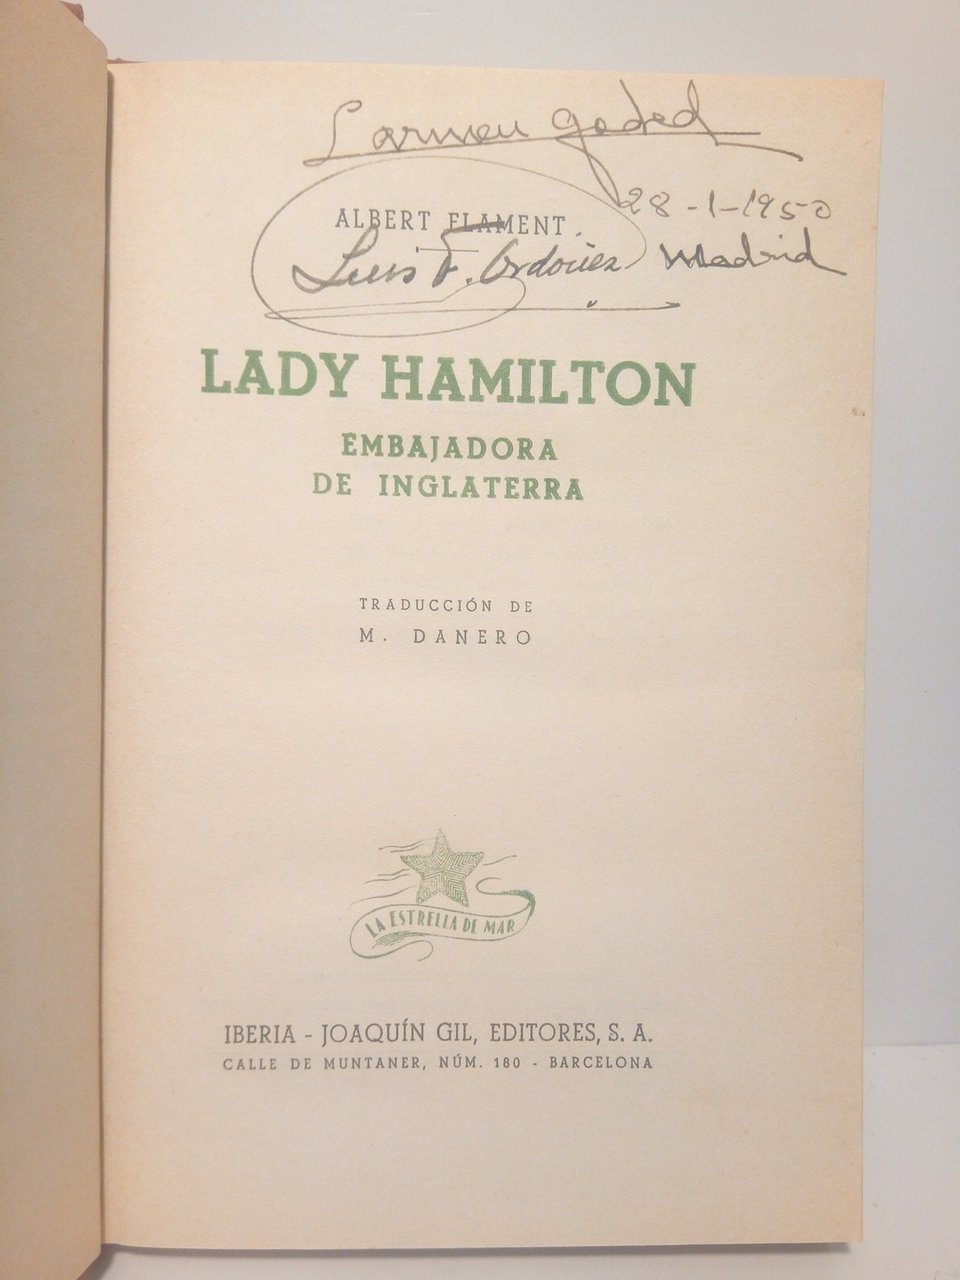 Carmen Goded
28-1-1950
ALBERT FLAMENT
Luis F. Ordoñez Madrid
LADY HAMILTON
EMBAJADORA
DE INGLATERRA
TRADUCCIÓN DE
M. DANERO
LA ESTRELLA DE MAR
IBERIA - JOAQUÍN GIL, EDITORES, S. A.
CALLE DE MUNTANER, NÚM. 180 - BARCELONA